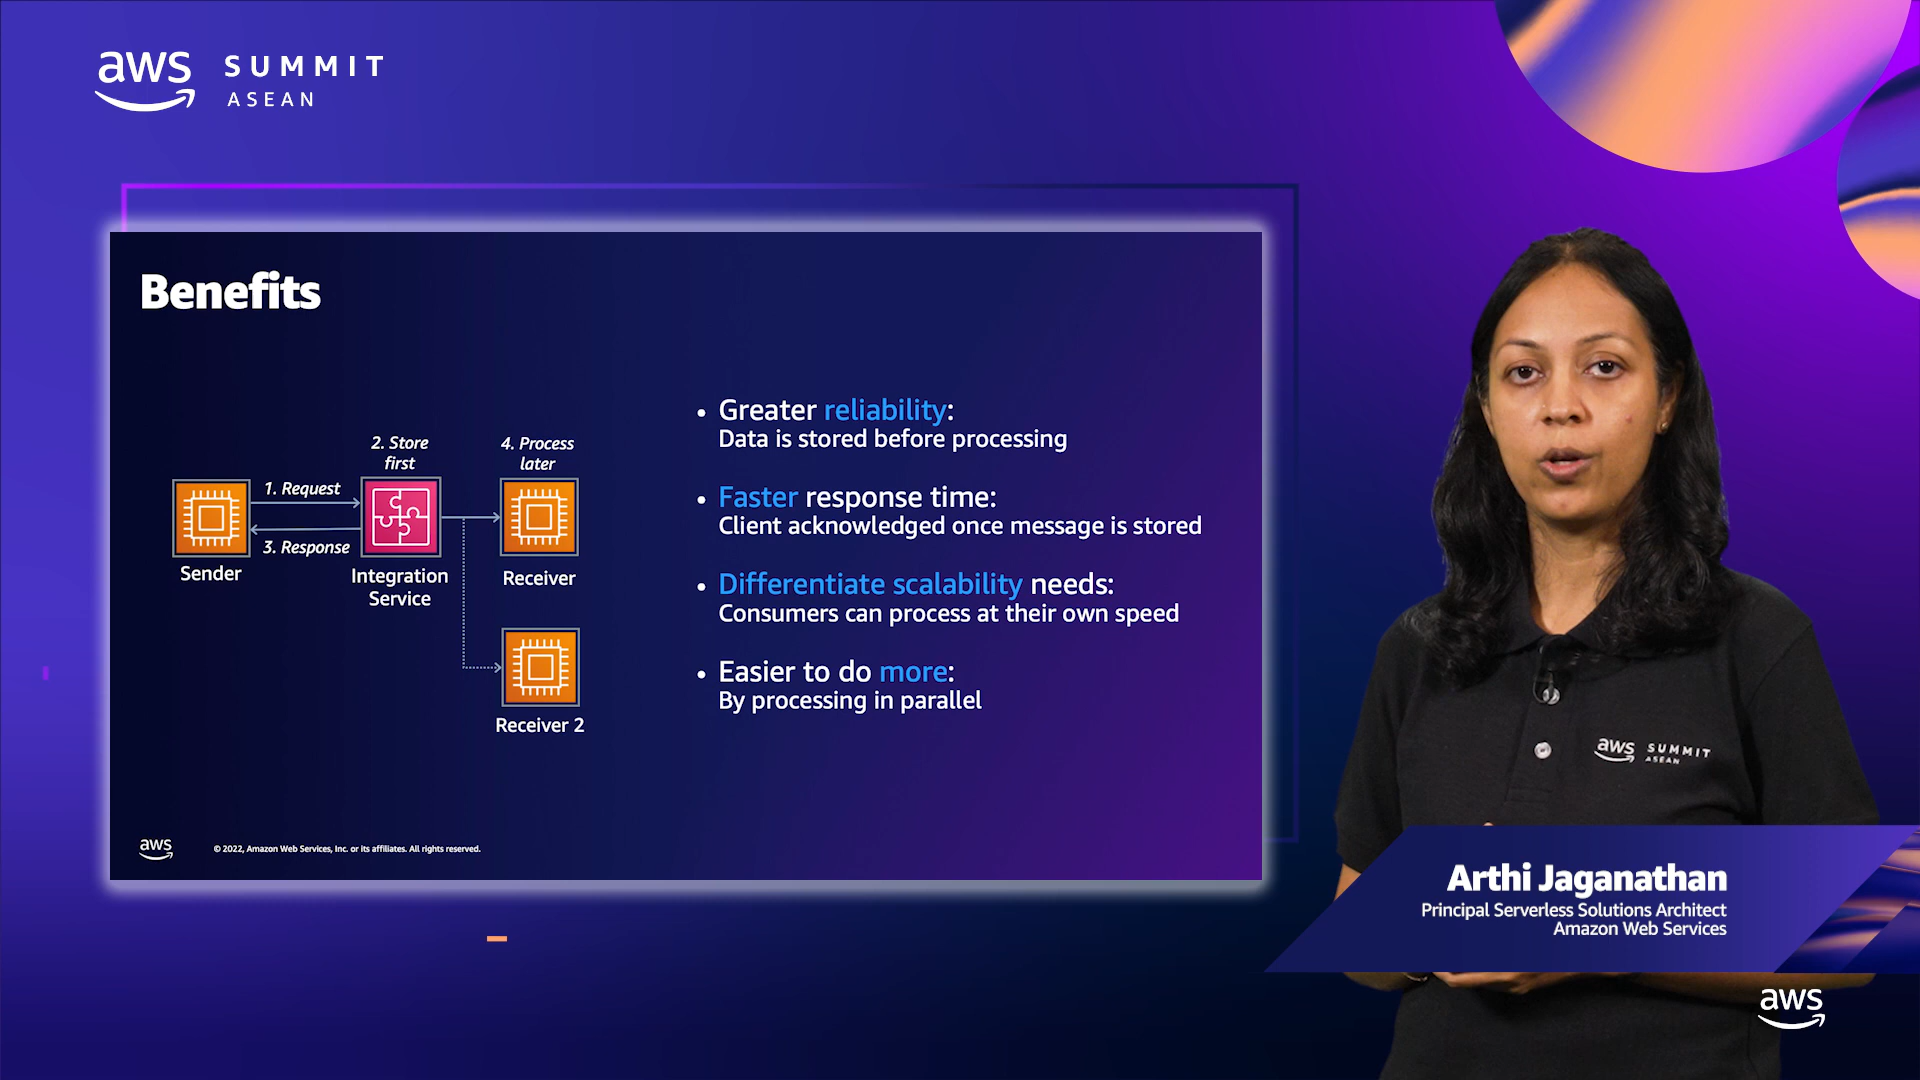 aws SUMMIT
ASEAN
Benefits
2. Store
first
4. Process
later
1. Request
3. Response
Sender
Integration
Service
Receiver
Receiver 2
• Greater reliability:
Data is stored before processing
• Faster response time:
Client acknowledged once message is stored
• Differentiate scalability needs:
Consumers can process at their own speed
• Easier to do more:
By processing in parallel
aws
© 2022, Amazon Web Services, Inc. or its affiliates. All rights reserved.
aws SUMMIT
ASEAN
Arthi Jaganathan
Principal Serverless Solutions Architect
Amazon Web Services
aws